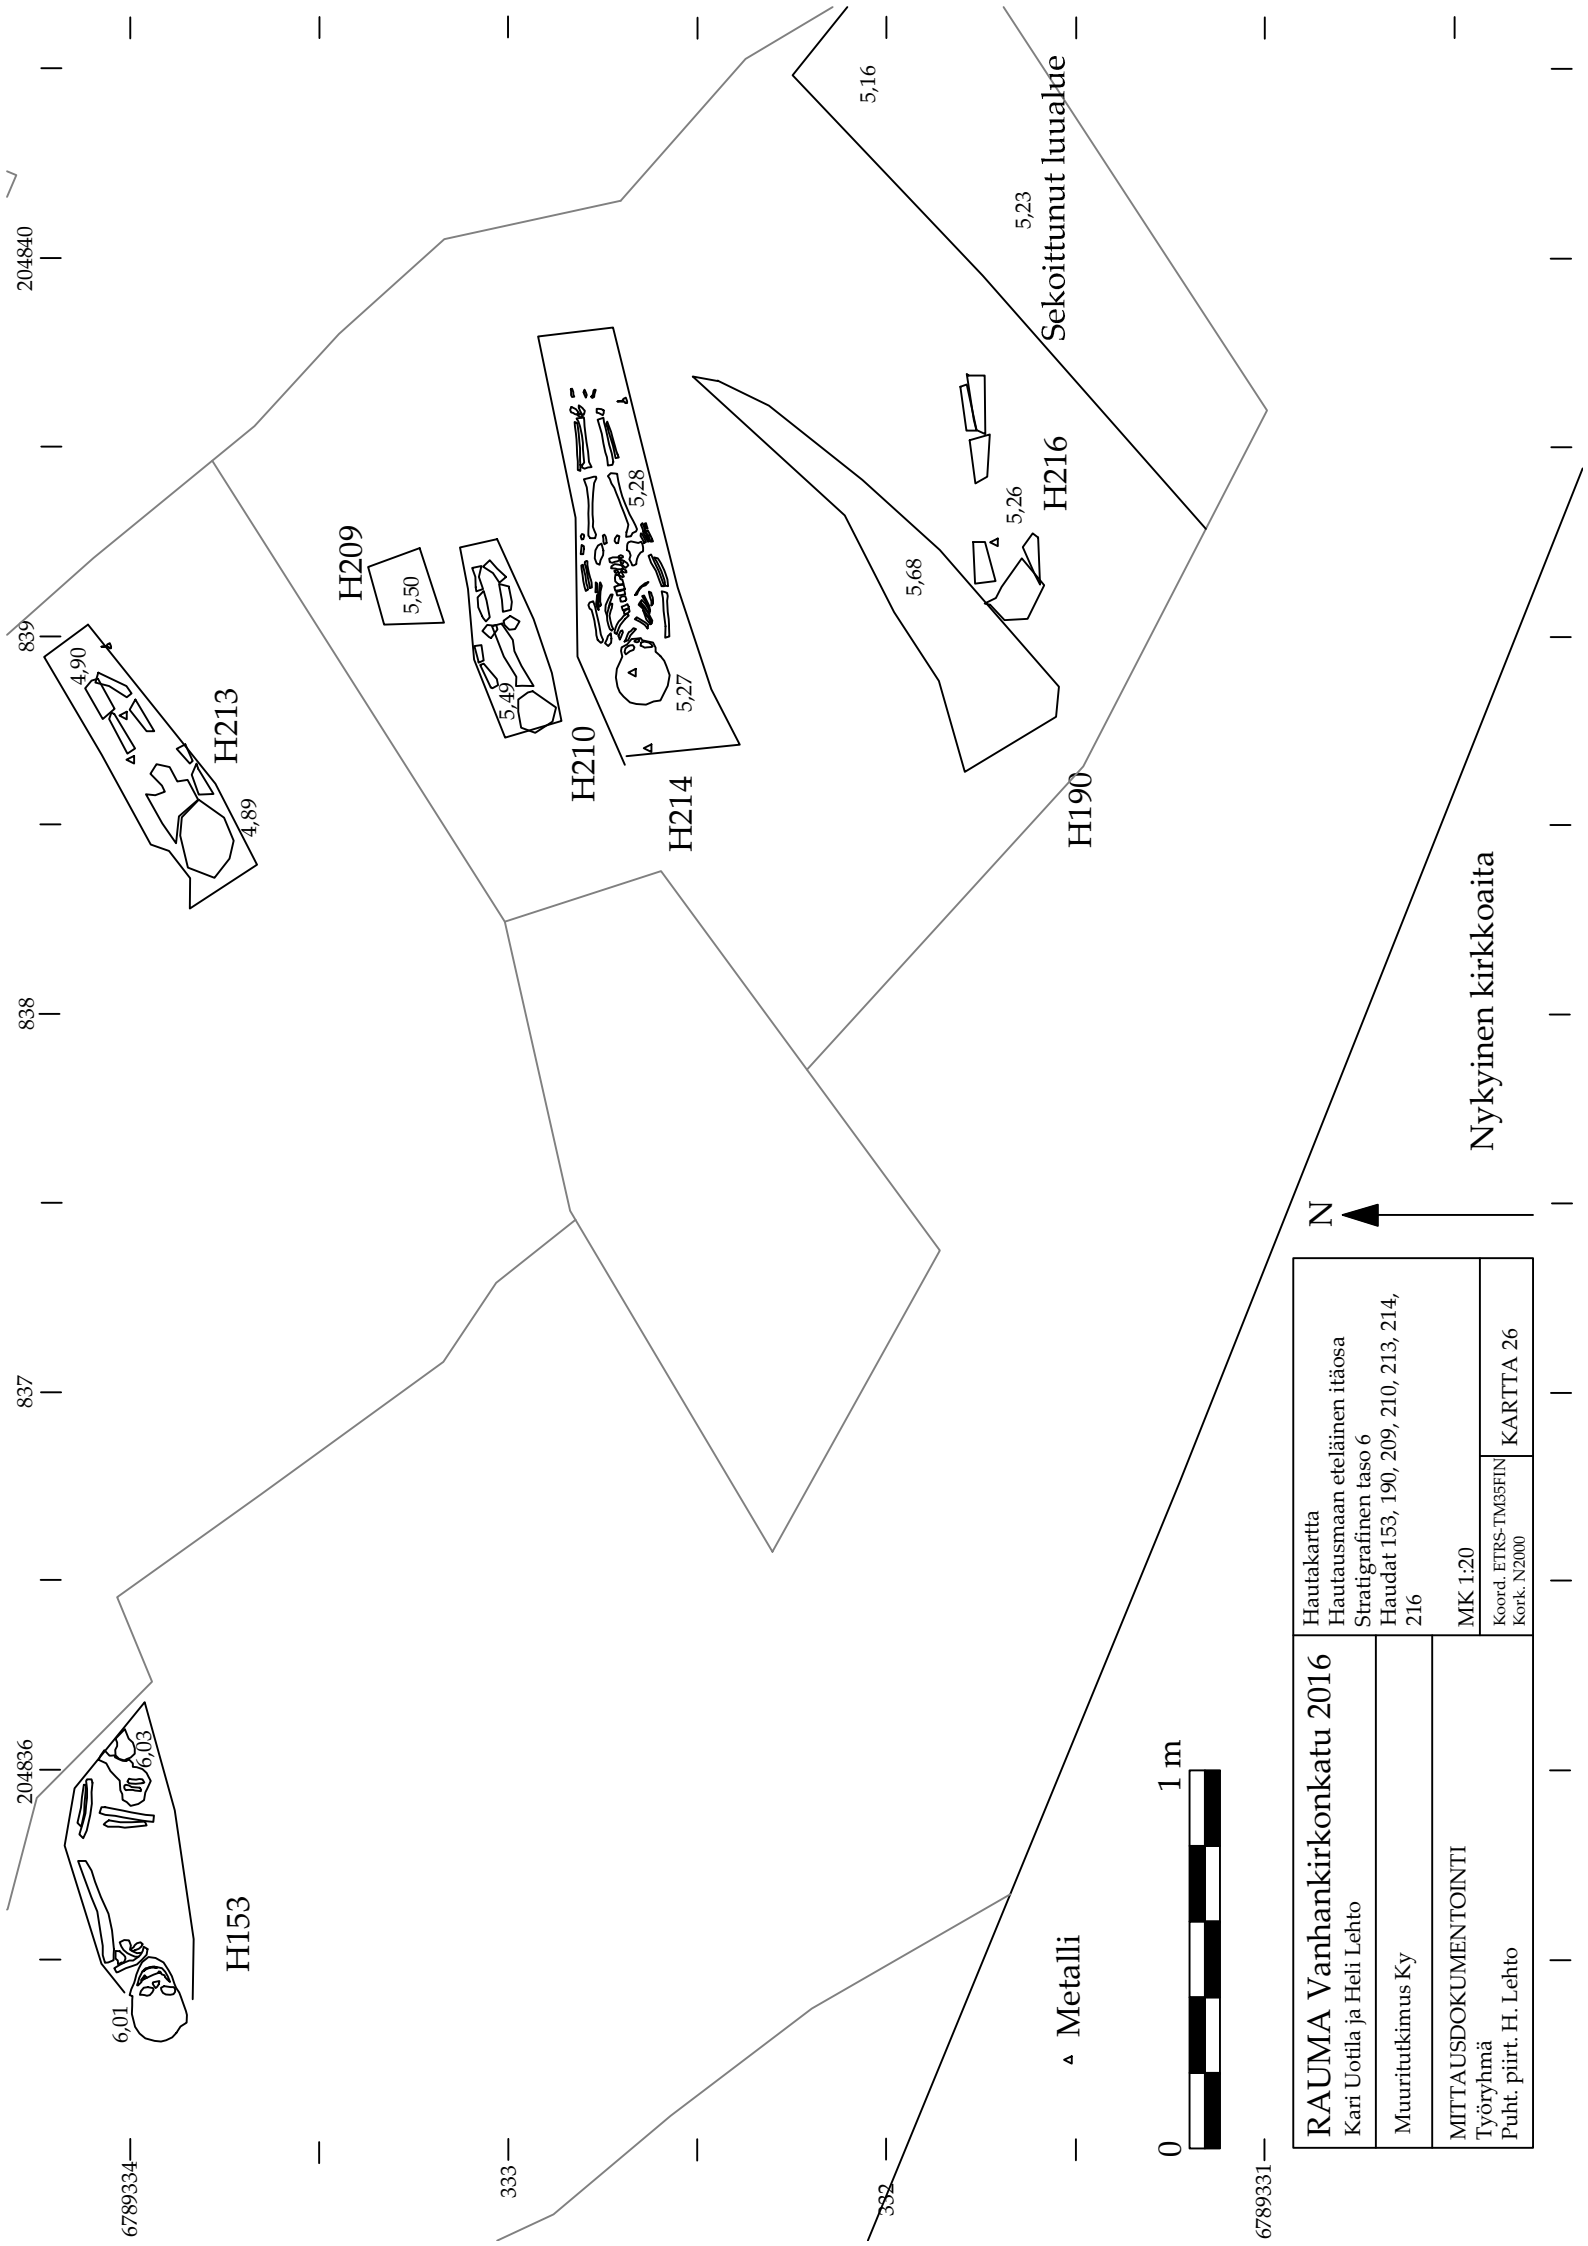 204836
837
838
839
204840
6789334
333
332
6789331
6,01
6,03
H153
4,90
4,89
H213
H209
5,50
5,49
H210
5,28
5,27
H214
5,68
H190
5,26
H216
5,16
5,23
Sekoittunut luualue
Nykyinen kirkkoaita
Metalli
0
1 m
N
RAUMA Vanhankirkonkatu 2016
Kari Uotila ja Heli Lehto
Muuritutkimus Ky
MITTAUSDOKUMENTOINTI
Työryhmä
Puht. piirt. H. Lehto
Hautakartta
Hautausmaan eteläinen itäosa
Stratigrafinen taso 6
Haudat 153, 190, 209, 210, 213, 214,
216
MK 1:20
Koord. ETRS-TM35FIN
Kork. N2000
KARTTA 26